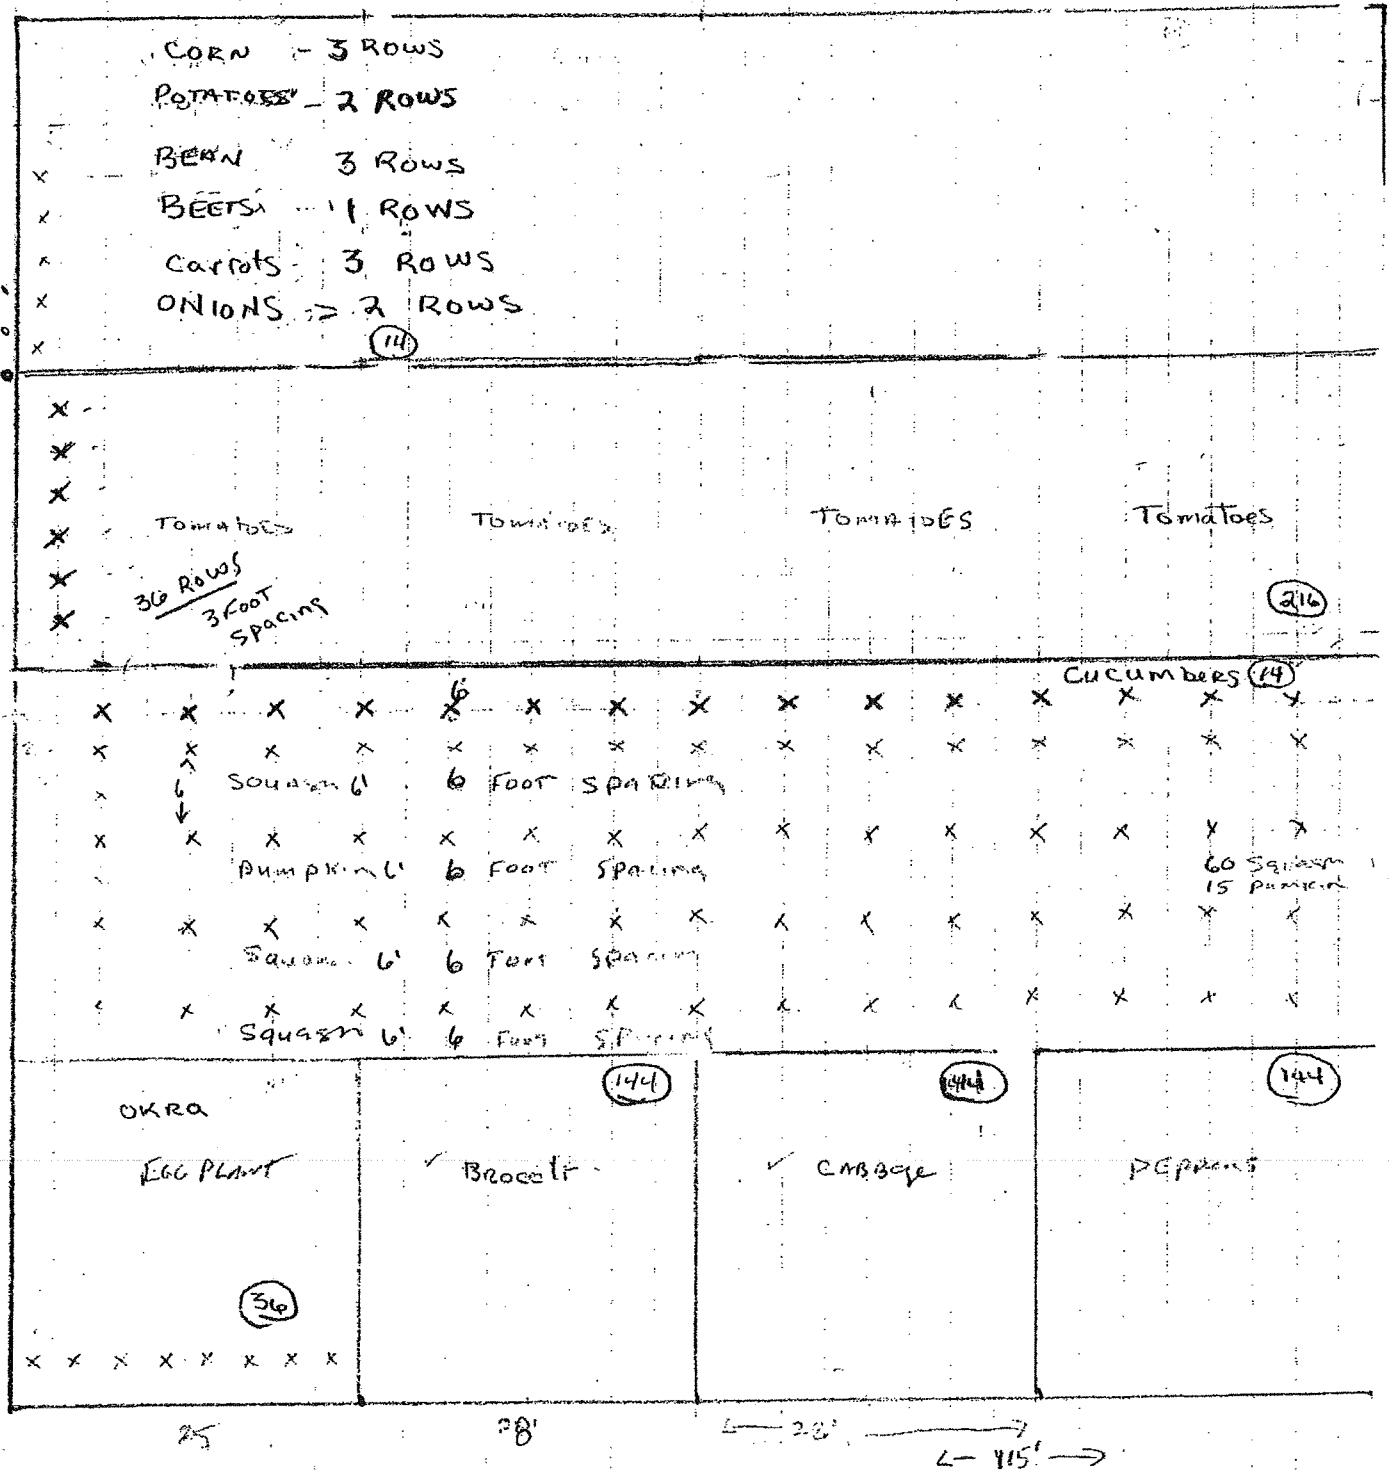 CORN - 3 ROWS
POTATOES - 2 ROWS
BEAN 3 ROWS
BEETS - 1 ROWS
Carrots - 3 ROWS
ONIONS - 2 ROWS
14
TOMATOES TOMATOES TOMATOES Tomatoes
36 ROWS
3 FOOT
Spacing
216
Cucumbers 14
6'
X X X X X X X X X X X X X X X
X X X X X X X X X X X X X X X
SQUASH 6' 6 FOOT SPACING
6
X X X X X X X X X X X X X X X
Pumpkin 6' 6 FOOT SPACING
60 Squash
15 Pumkin
X X X X X X X X X X X X X X X
Squash 6' 6 Foot Spacing
X X X X X X X X X X X X X X
Squash 6' 6 Foot SPacing
144 144 144
OKRA
EGG PLANT Brocoli CABBage PEPPERS
36
X X X X X X X X
25 28' 28'